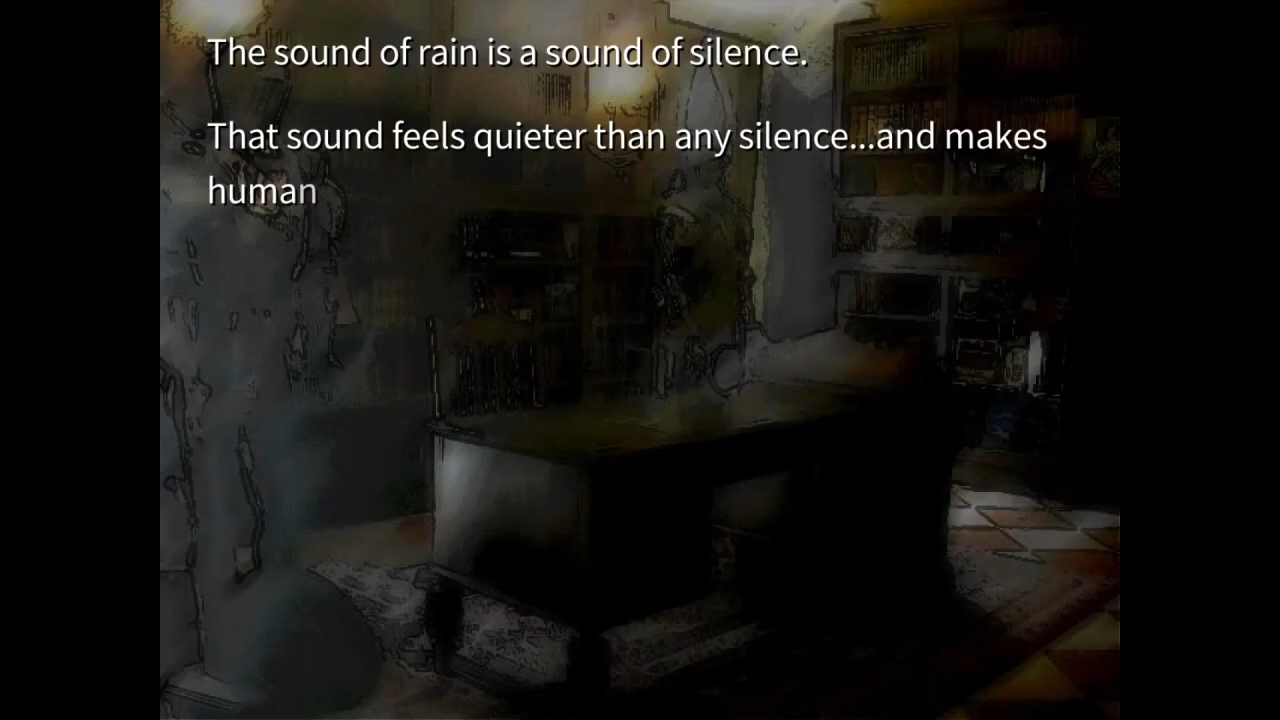 The sound of rain is a sound of silence.
That sound feels quieter than any silence...and makes
human